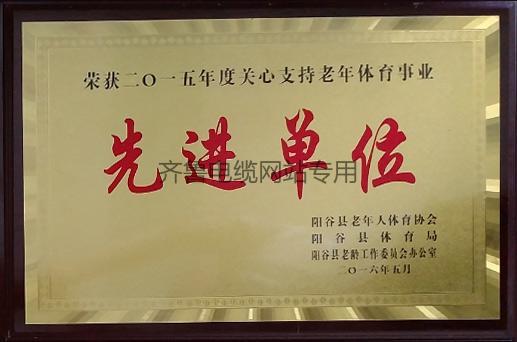 荣获二〇一五年度关心支持老年体育事业
先进单位
齐鲁电缆网站专用
阳谷县老年人体育协会
阳谷县体育局
阳谷县老龄工作委员会办公室
二〇一六年五月